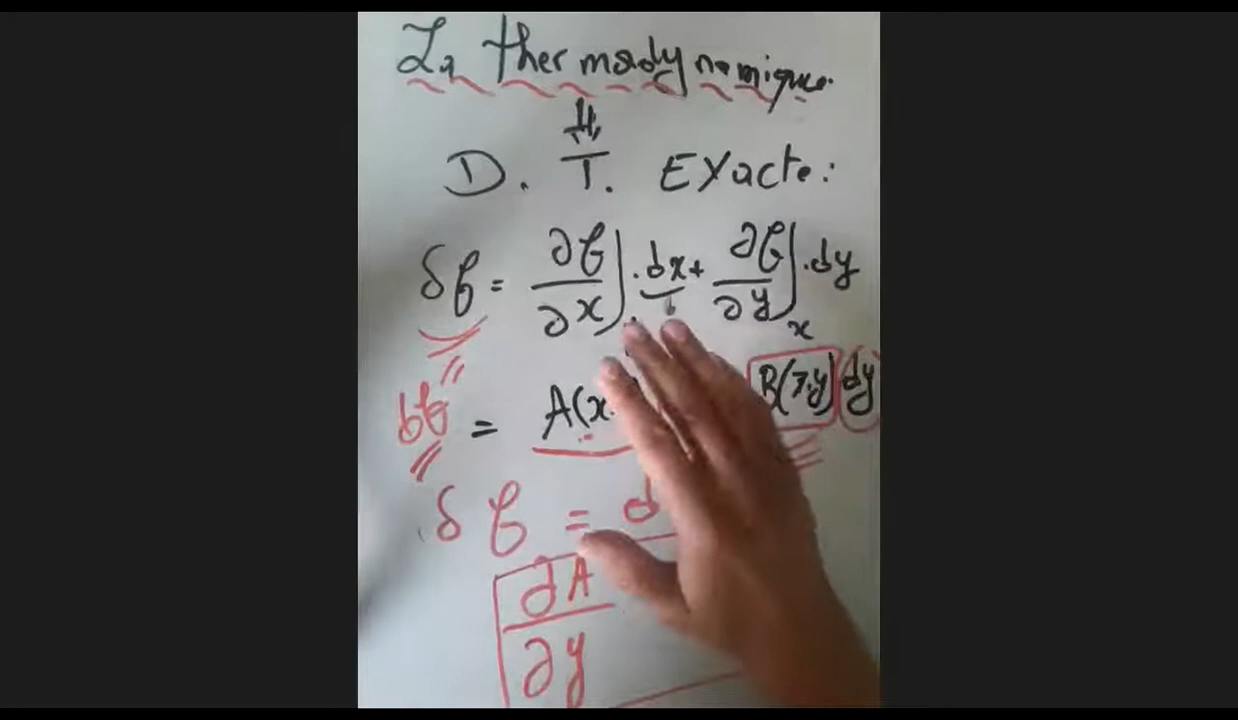 La thermodynamique.
D. T. Exacte:
δf = ∂f/∂x). dx + ∂f/∂y)x . dy
δf = A(x B(x,y) dy
δf = d
∂A/∂y